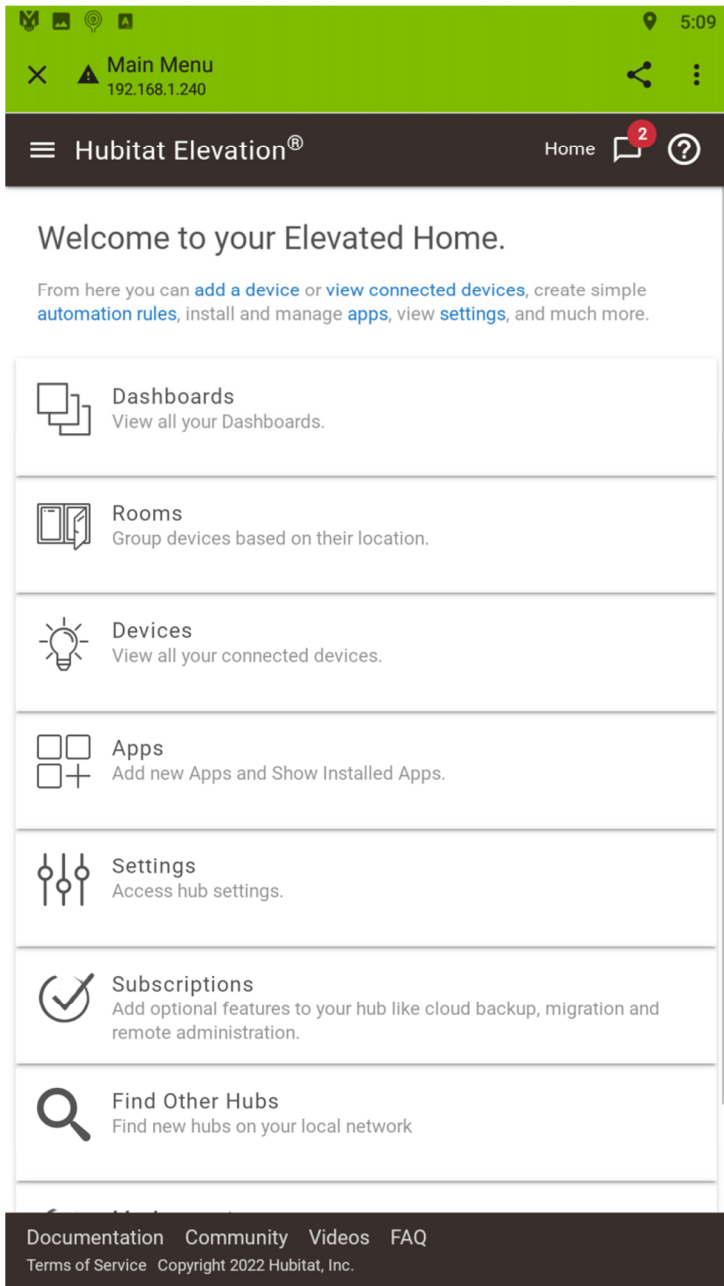 5:09
Main Menu
192.168.1.240
Hubitat Elevation®
Home
2
Welcome to your Elevated Home.
From here you can add a device or view connected devices, create simple
automation rules, install and manage apps, view settings, and much more.
Dashboards
View all your Dashboards.
Rooms
Group devices based on their location.
Devices
View all your connected devices.
Apps
Add new Apps and Show Installed Apps.
Settings
Access hub settings.
Subscriptions
Add optional features to your hub like cloud backup, migration and
remote administration.
Find Other Hubs
Find new hubs on your local network
Documentation Community Videos FAQ
Terms of Service Copyright 2022 Hubitat, Inc.